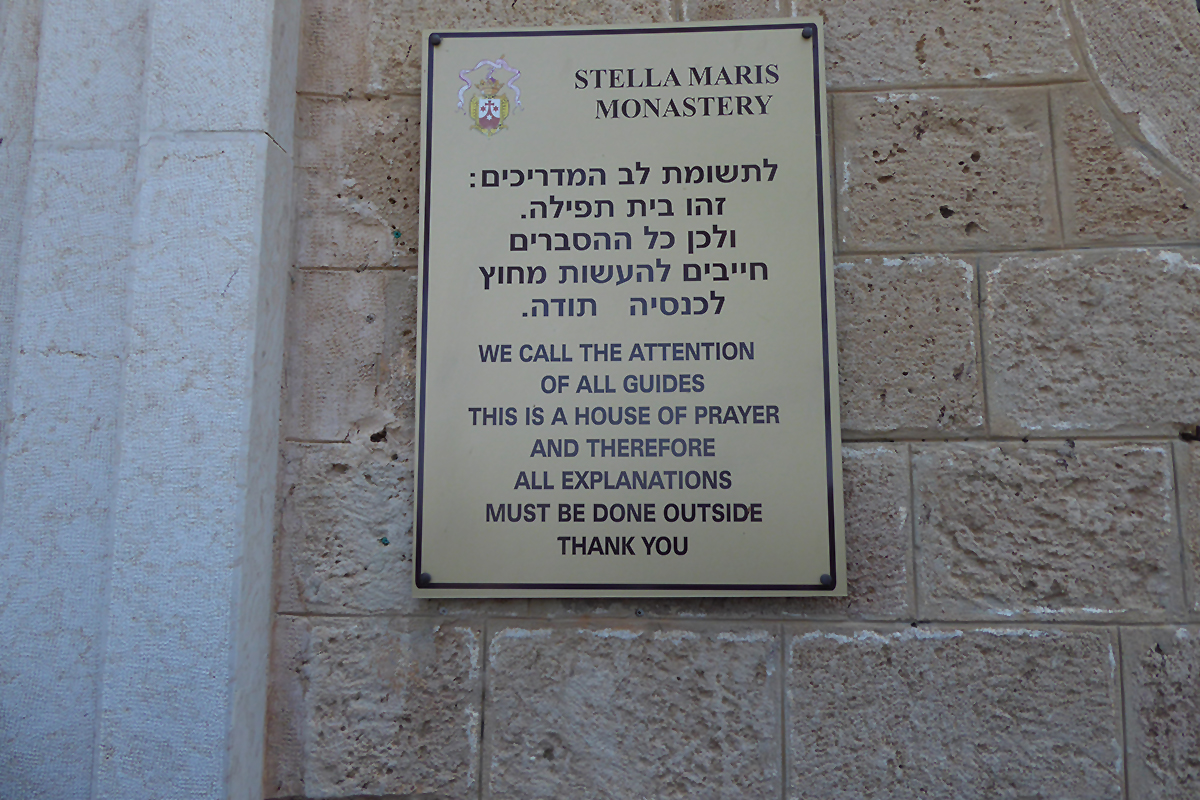 STELLA MARIS
MONASTERY
לתשומת לב המדריכים:
זהו בית תפילה.
ולכן כל ההסברים
חייבים להעשות מחוץ
לכנסיה תודה.
WE CALL THE ATTENTION
OF ALL GUIDES
THIS IS A HOUSE OF PRAYER
AND THEREFORE
ALL EXPLANATIONS
MUST BE DONE OUTSIDE
THANK YOU